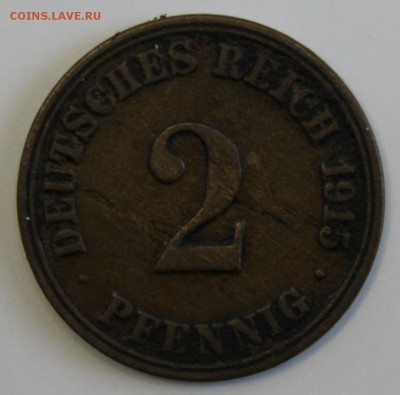 COINS.LAVE.RU
DEUTSCHES REICH 1915
2
PFENNIG